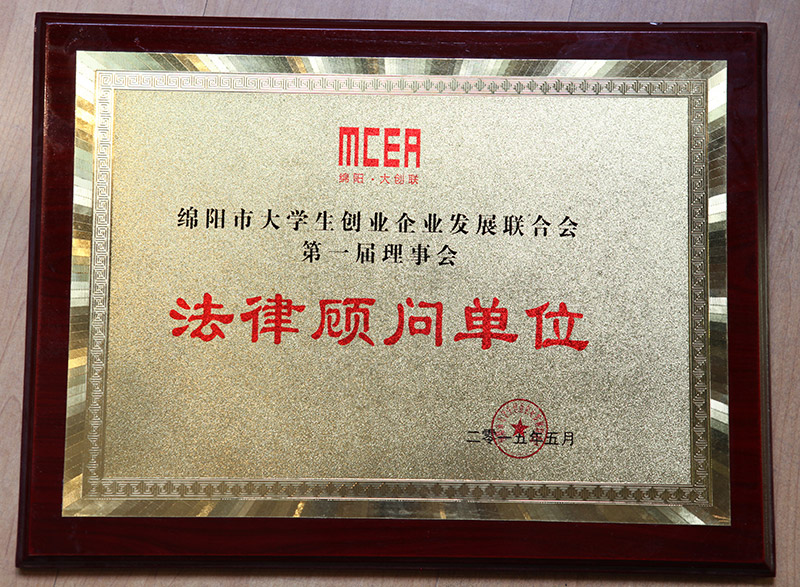 MCEA
绵阳·大创联
绵阳市大学生创业企业发展联合会
第一届理事会
法律顾问单位
二零一五年五月